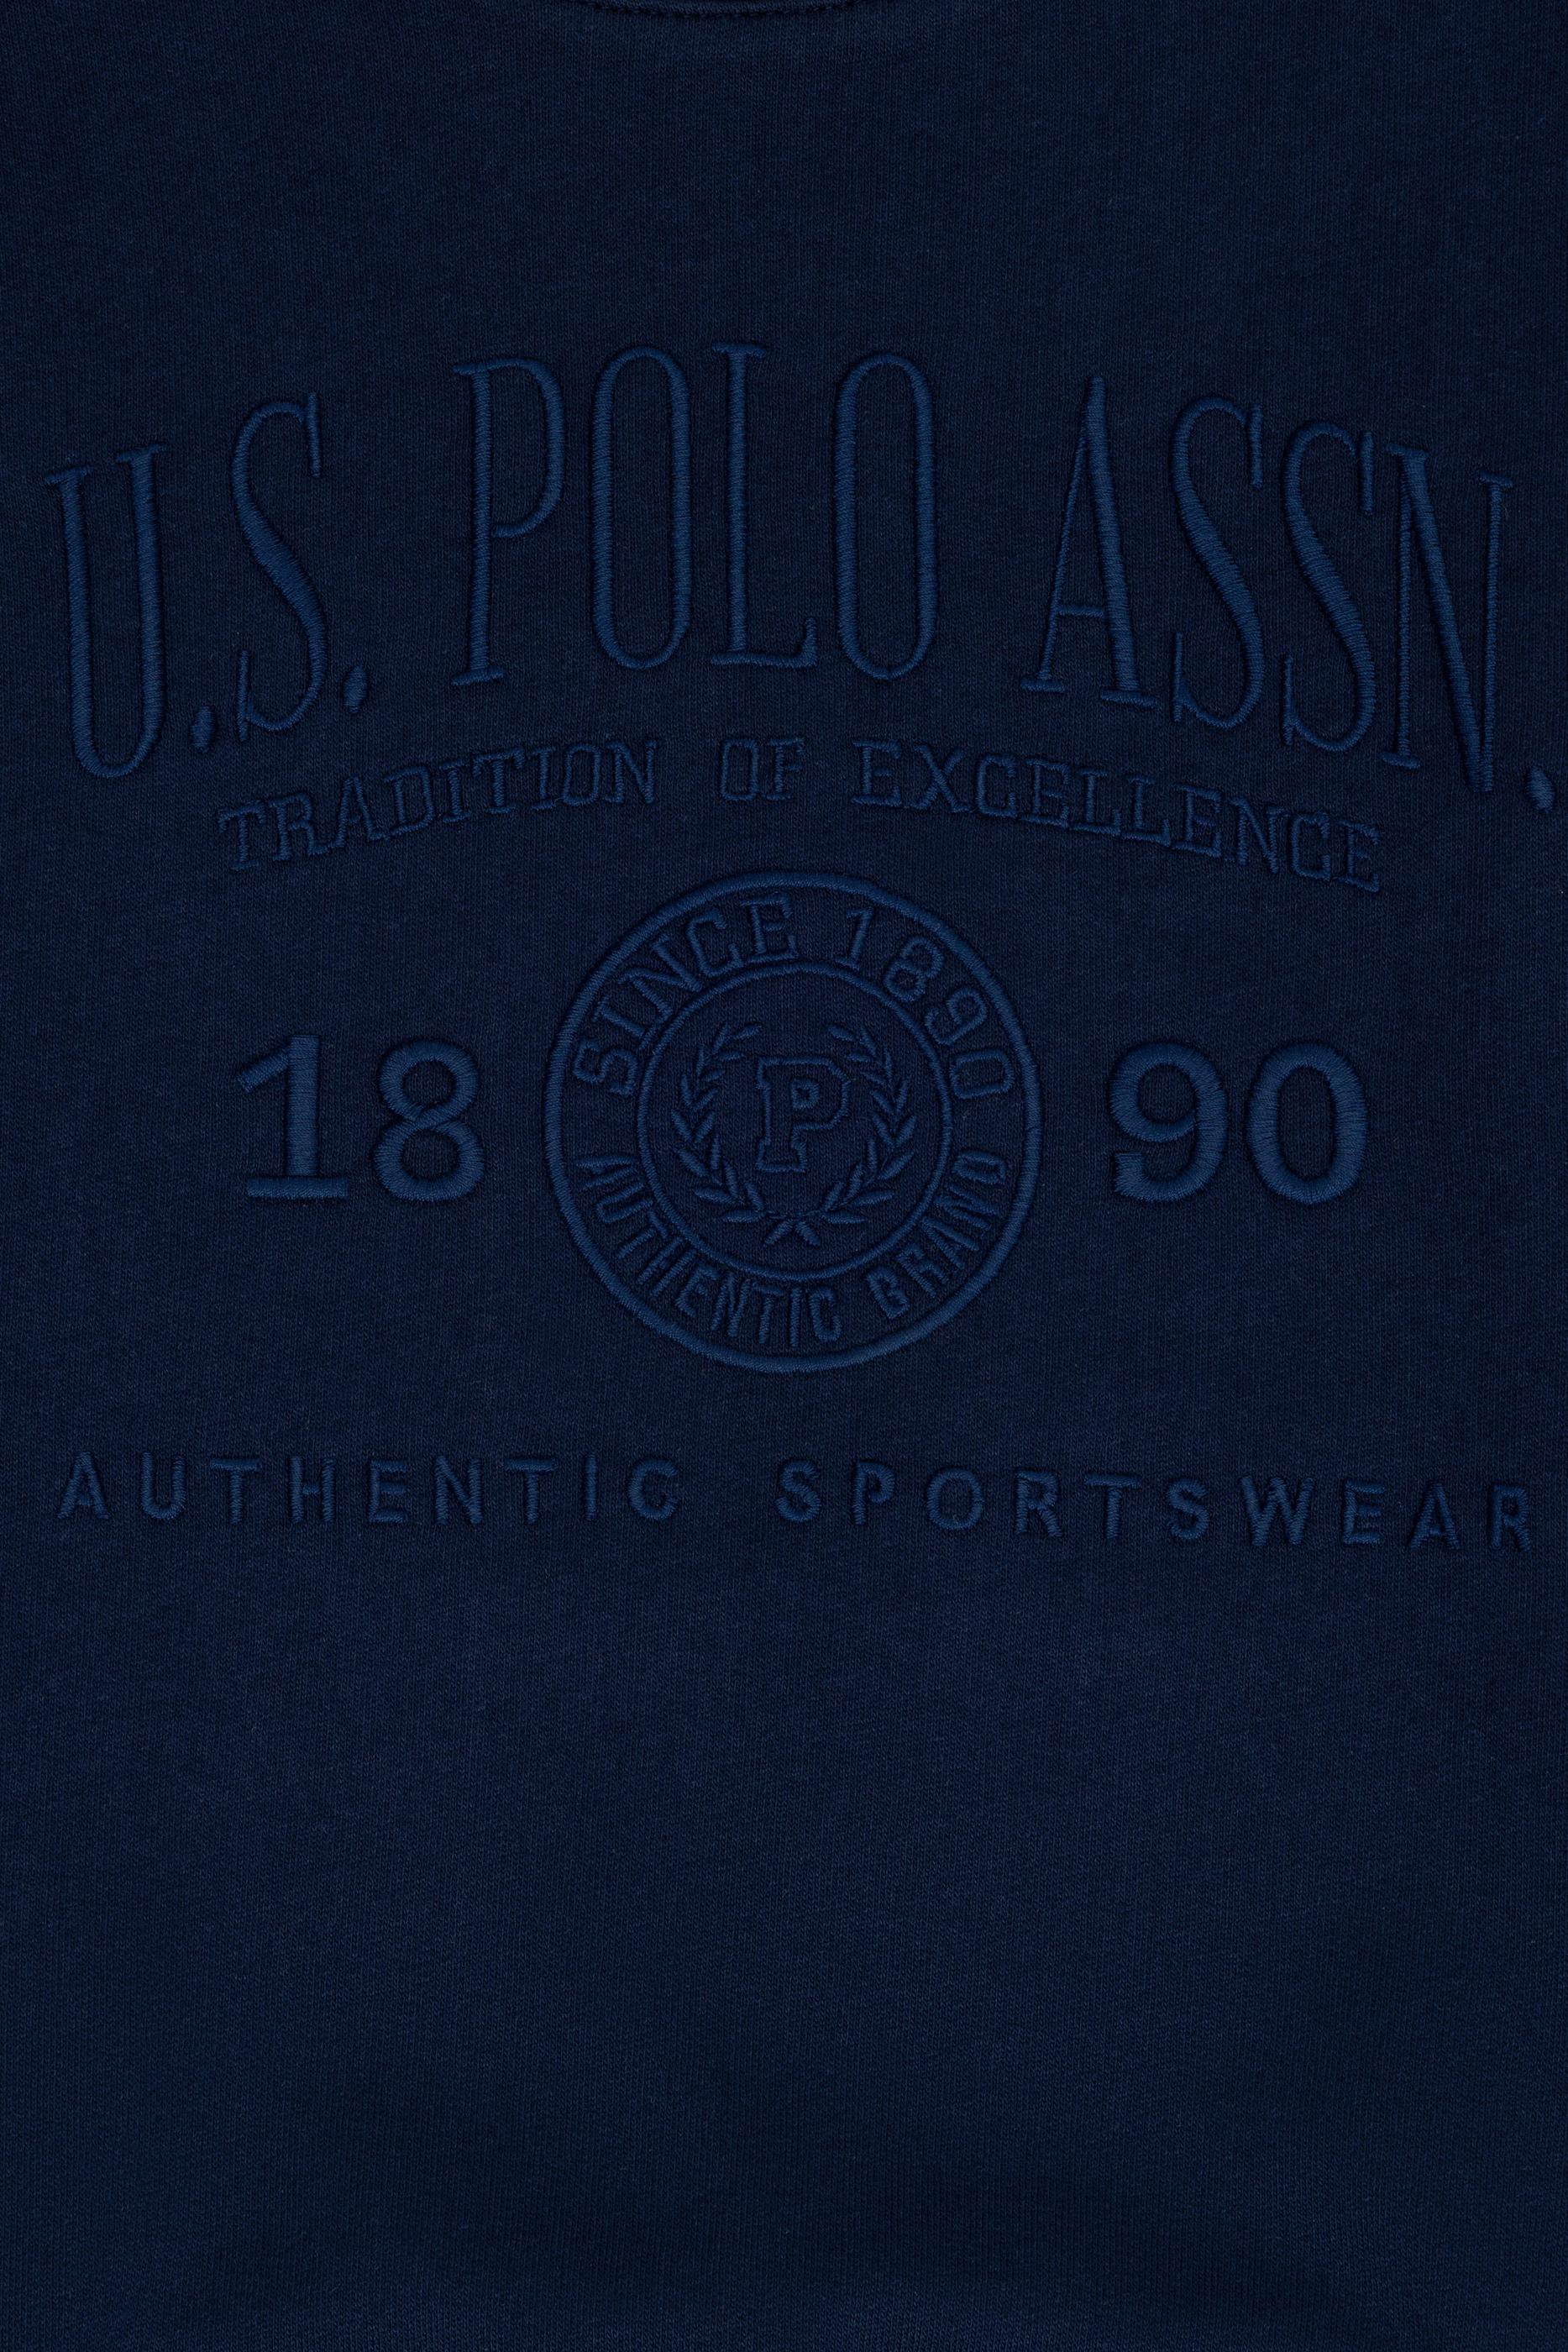 U.S. POLO ASSN.
TRADITION OF EXCELLENCE
SINCE 1890
18 P 90
AUTHENTIC BRAND
AUTHENTIC SPORTSWEAR